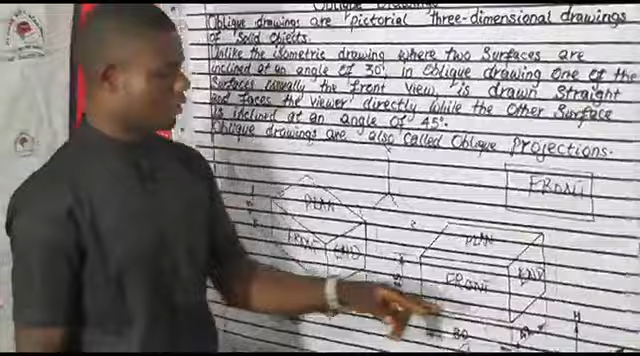 Oblique drawings are pictorial three-dimensional drawings
of solid objects.
Unlike the isometric drawing where two surfaces are
inclined at an angle of 30° in oblique drawing one of the
surfaces usually the front view, is drawn straight
and faces the viewer directly while the other surface
is inclined at an angle of 45°.
Oblique drawings are also called Oblique projections.
FRONT
PLAN
FRONT
END
PLAN
FRONT
END
80